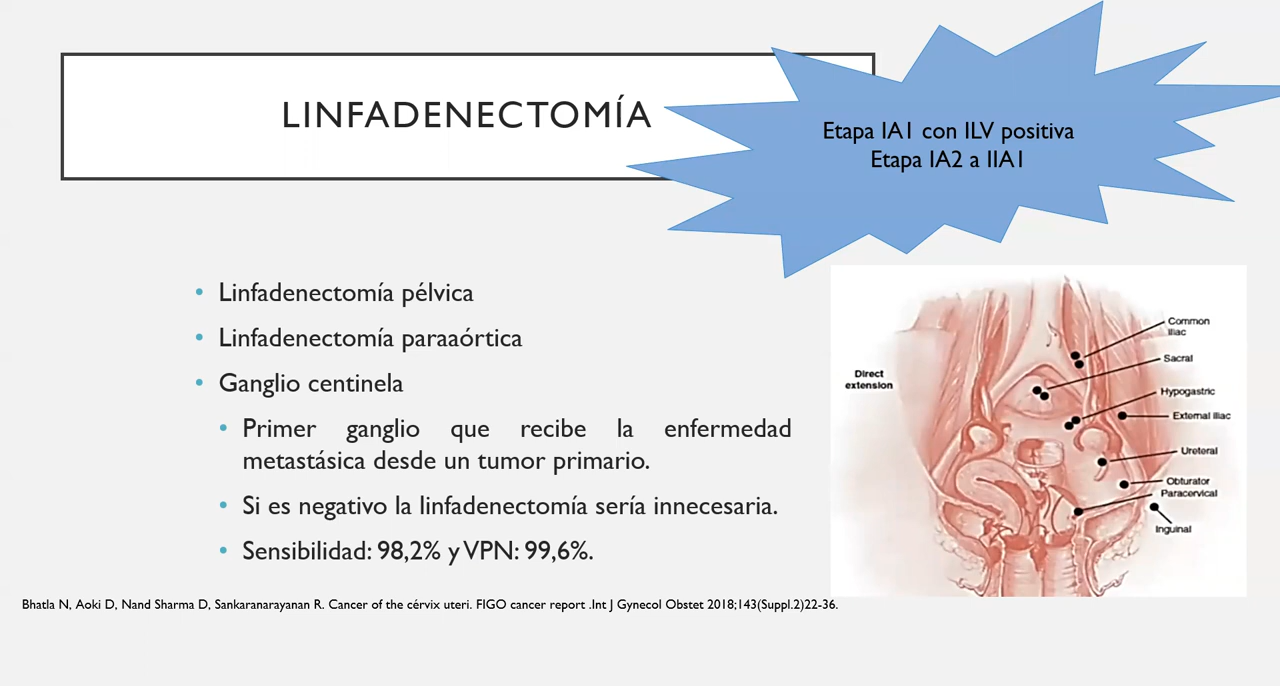 LINFADENECTOMÍA
Etapa IA1 con ILV positiva
Etapa IA2 a IIA1
• Linfadenectomía pélvica
• Linfadenectomía paraaórtica
• Ganglio centinela
• Primer ganglio que recibe la enfermedad
metastásica desde un tumor primario.
• Si es negativo la linfadenectomía sería innecesaria.
• Sensibilidad: 98,2% y VPN: 99,6%.
Direct
extension
Common
Iliac
Sacral
Hypogastric
External Iliac
Ureteral
Obturator
Paracervical
Inguinal
Bhatla N, Aoki D, Nand Sharma D, Sankaranarayanan R. Cancer of the cérvix uteri. FIGO cancer report .Int J Gynecol Obstet 2018;143(Suppl.2)22-36.